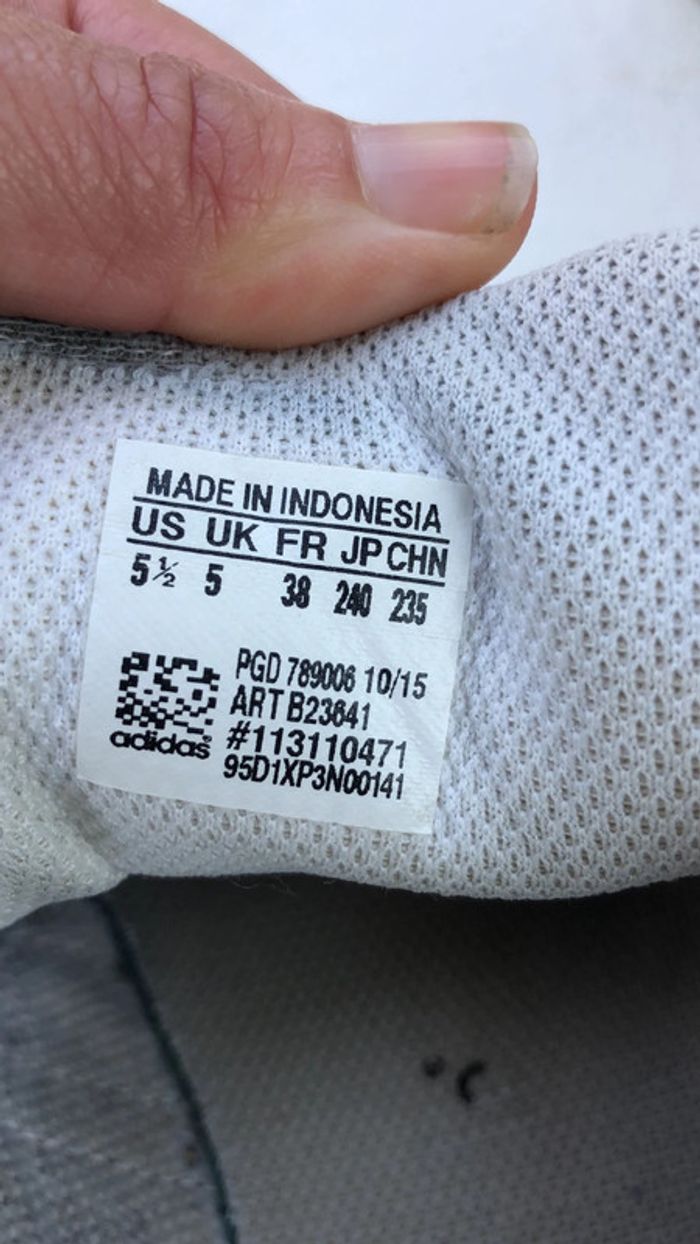 MADE IN INDONESIA
US UK FR JP CHN
5½ 5 38 240 235
PGD 789006 10/15
ART B23641
#113110471
95D1XP3N00141
adidas®